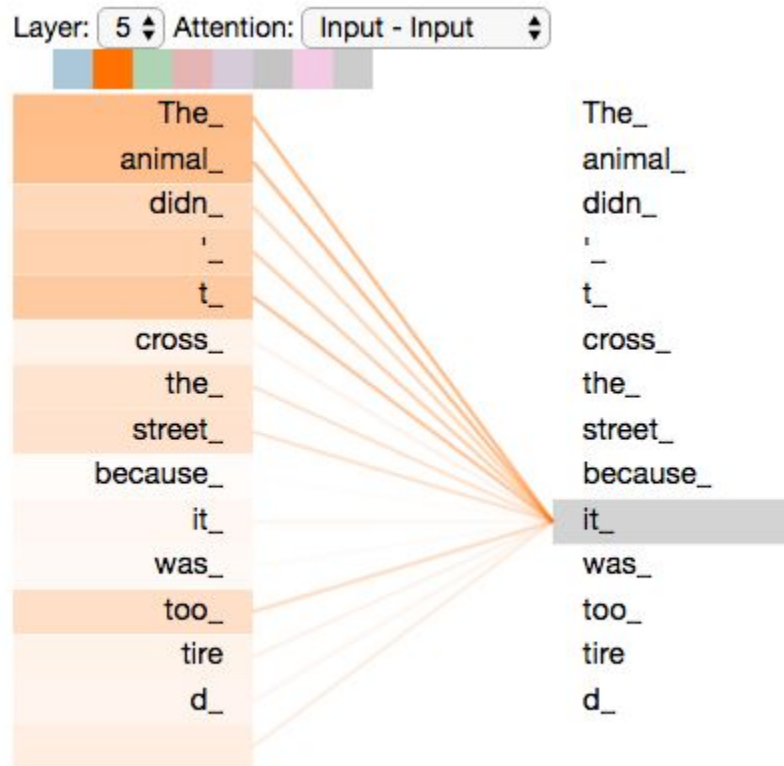 Layer: 5 Attention: Input - Input
The_ The_
animal_ animal_
didn_ didn_
'_ '_
t_ t_
cross_ cross_
the_ the_
street_ street_
because_ because_
it_ it_
was_ was_
too_ too_
tire tire
d_ d_